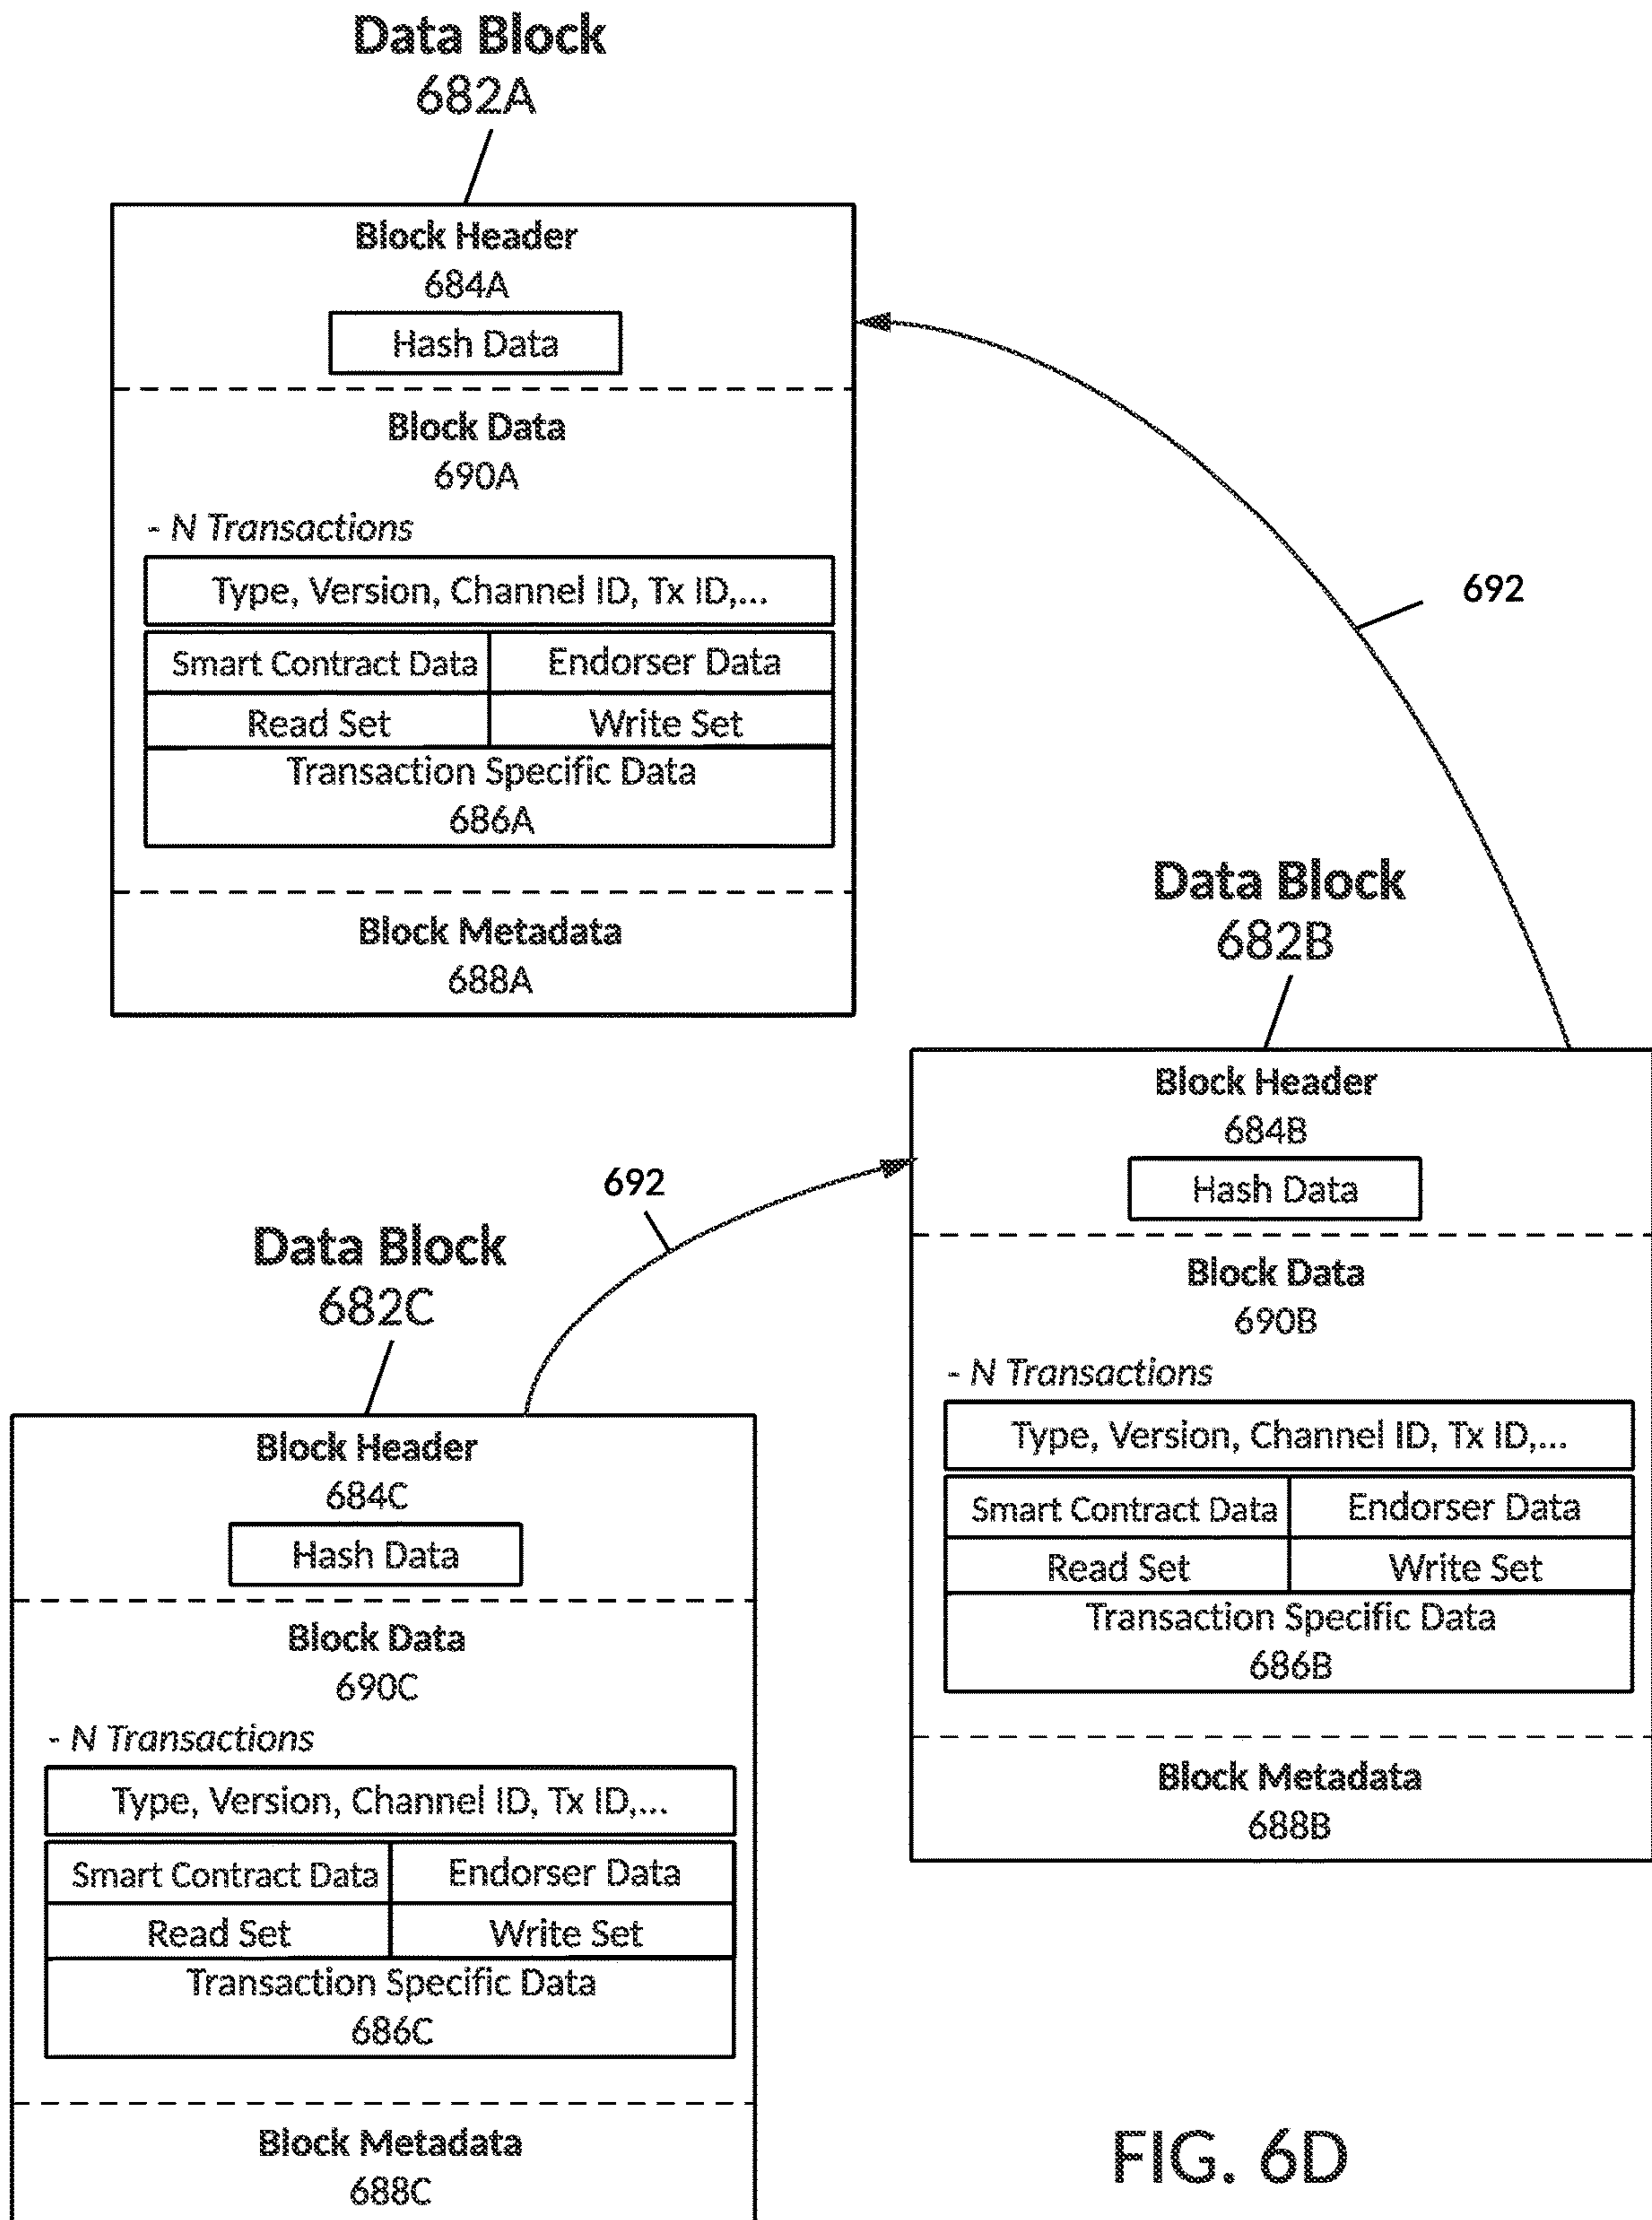 Data Block
682A
Block Header
684A
Hash Data
Block Data
690A
- N Transactions
Type, Version, Channel ID, Tx ID,...
Smart Contract Data
Endorser Data
Read Set
Write Set
Transaction Specific Data
686A
Block Metadata
688A
692
Data Block
682B
Block Header
684B
Hash Data
Block Data
690B
- N Transactions
Type, Version, Channel ID, Tx ID,...
Smart Contract Data
Endorser Data
Read Set
Write Set
Transaction Specific Data
686B
Block Metadata
688B
692
Data Block
682C
Block Header
684C
Hash Data
Block Data
690C
- N Transactions
Type, Version, Channel ID, Tx ID,...
Smart Contract Data
Endorser Data
Read Set
Write Set
Transaction Specific Data
686C
Block Metadata
688C
FIG. 6D